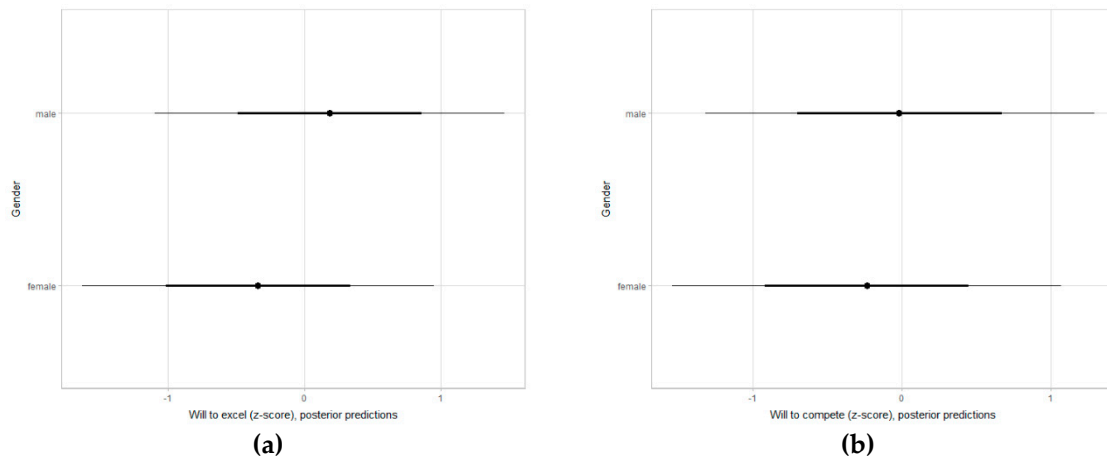 male
Gender
female
-1 0 1
Will to excel (z-score), posterior predictions
(a)
male
Gender
female
-1 0 1
Will to compete (z-score), posterior predictions
(b)